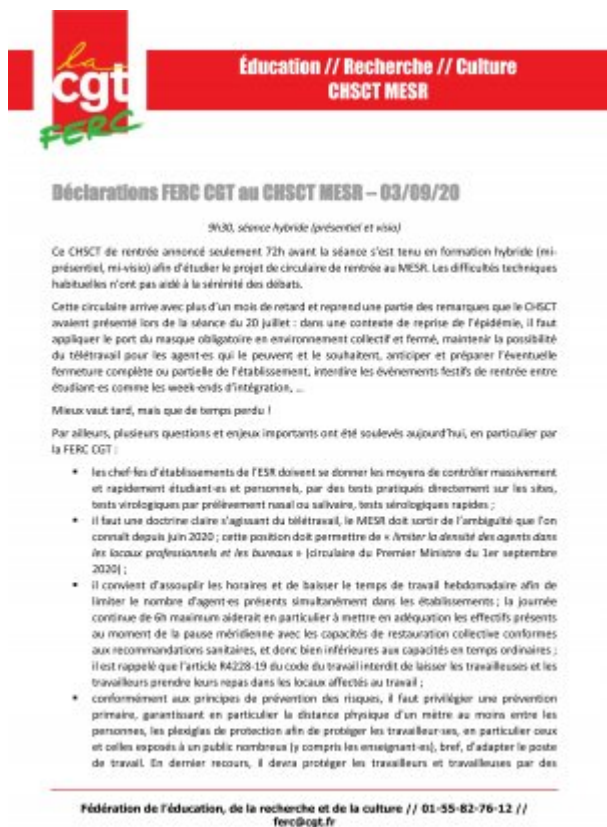 la
cgt
FERC
Éducation // Recherche // Culture
CHSCT MESR
Déclarations FERC CGT au CHSCT MESR – 03/09/20
9h30, séance hybride (présentiel et visio)
Ce CHSCT de rentrée annoncé seulement 72h avant la séance s'est tenu en formation hybride (mi-
présentiel, mi-visio) afin d'étudier le projet de circulaire de rentrée au MESR. Les difficultés techniques
habituelles n'ont pas aidé à la sérénité des débats.
Cette circulaire arrive avec plus d'un mois de retard et reprend une partie des remarques que le CHSCT
avaient présenté lors de la séance du 20 juillet : dans une contexte de reprise de l'épidémie, il faut
appliquer le port du masque obligatoire en environnement collectif et fermé, maintenir la possibilité
du télétravail pour les agent·es qui le peuvent et le souhaitent, anticiper et préparer l'éventuelle
fermeture complète ou partielle de l'établissement, interdire les évènements festifs de rentrée entre
étudiant·es comme les week-ends d'intégration, ...
Mieux vaut tard, mais que de temps perdu !
Par ailleurs, plusieurs questions et enjeux importants ont été soulevés aujourd'hui, en particulier par
la FERC CGT :
• les chef·fes d'établissements de l'ESR doivent se donner les moyens de contrôler massivement
et rapidement étudiant·es et personnels, par des tests pratiqués directement sur les sites,
tests virologiques par prélèvement nasal ou salivaire, tests sérologiques rapides ;
• il faut une doctrine claire s'agissant du télétravail, le MESR doit sortir de l'ambiguïté que l'on
connaît depuis juin 2020 ; cette position doit permettre de « limiter la densité des agents dans
les locaux professionnels et les bureaux » (circulaire du Premier Ministre du 1er septembre
2020) ;
• il convient d'assouplir les horaires et de baisser le temps de travail hebdomadaire afin de
limiter le nombre d'agent·es présents simultanément dans les établissements ; la journée
continue de 6h maximum aiderait en particulier à mettre en adéquation les effectifs présents
au moment de la pause méridienne avec les capacités de restauration collective conformes
aux recommandations sanitaires, et donc bien inférieures aux capacités en temps ordinaires ;
il est rappelé que l'article R4228-19 du code du travail interdit de laisser les travailleuses et les
travailleurs prendre leurs repas dans les locaux affectés au travail ;
• conformément aux principes de prévention des risques, il faut privilégier une prévention
primaire, garantissant en particulier la distance physique d'un mètre au moins entre les
personnes, les plexiglas de protection afin de protéger les travailleur·ses, en particulier ceux
et celles exposés à un public nombreux (y compris les enseignant·es), bref, d'adapter le poste
de travail. En dernier recours, il devra protéger les travailleurs et travailleuses par des
Fédération de l'éducation, de la recherche et de la culture // 01-55-82-76-12 //
ferc@cgt.fr